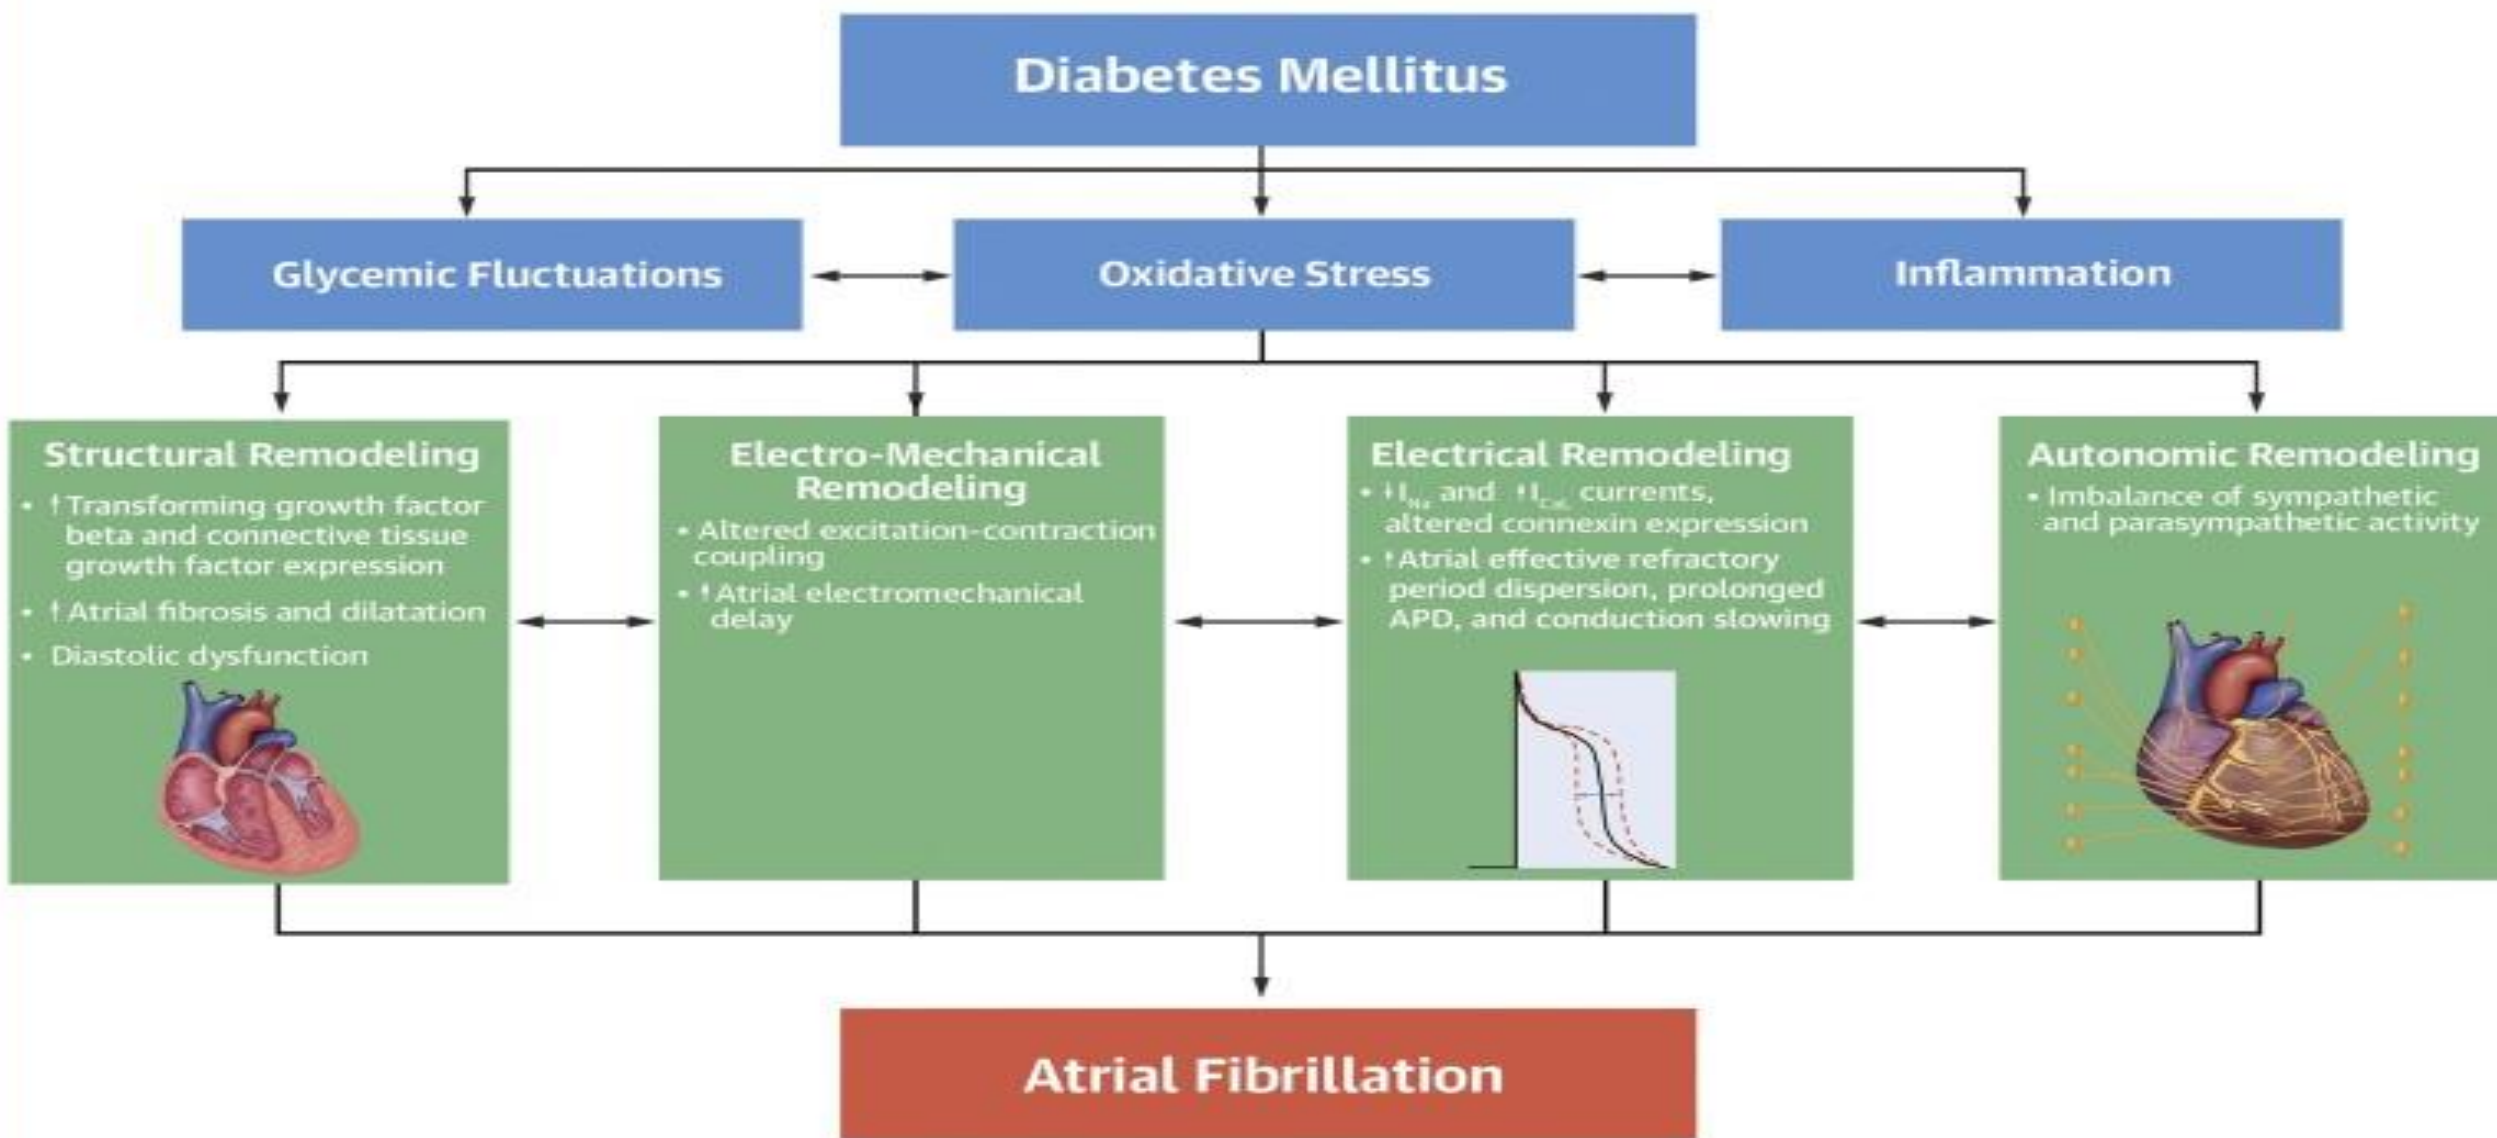 Diabetes Mellitus
Glycemic Fluctuations
Oxidative Stress
Inflammation
Structural Remodeling
• ↑Transforming growth factor
beta and connective tissue
growth factor expression
• ↑Atrial fibrosis and dilatation
• Diastolic dysfunction
Electro-Mechanical
Remodeling
• Altered excitation-contraction
coupling
• ↑Atrial electromechanical
delay
Electrical Remodeling
• ↓I_Na and ↑I_CaL currents,
altered connexin expression
• ↑Atrial effective refractory
period dispersion, prolonged
APD, and conduction slowing
Autonomic Remodeling
• Imbalance of sympathetic
and parasympathetic activity
Atrial Fibrillation